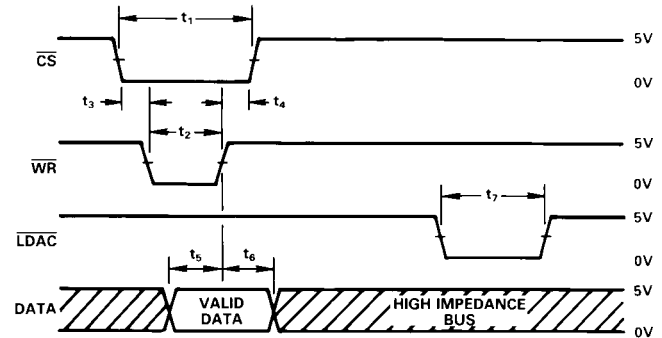 t1
5V
CS
0V
t3
t4
t2
5V
WR
0V
t7
5V
LDAC
0V
t5
t6
5V
DATA
VALID
DATA
HIGH IMPEDANCE
BUS
0V